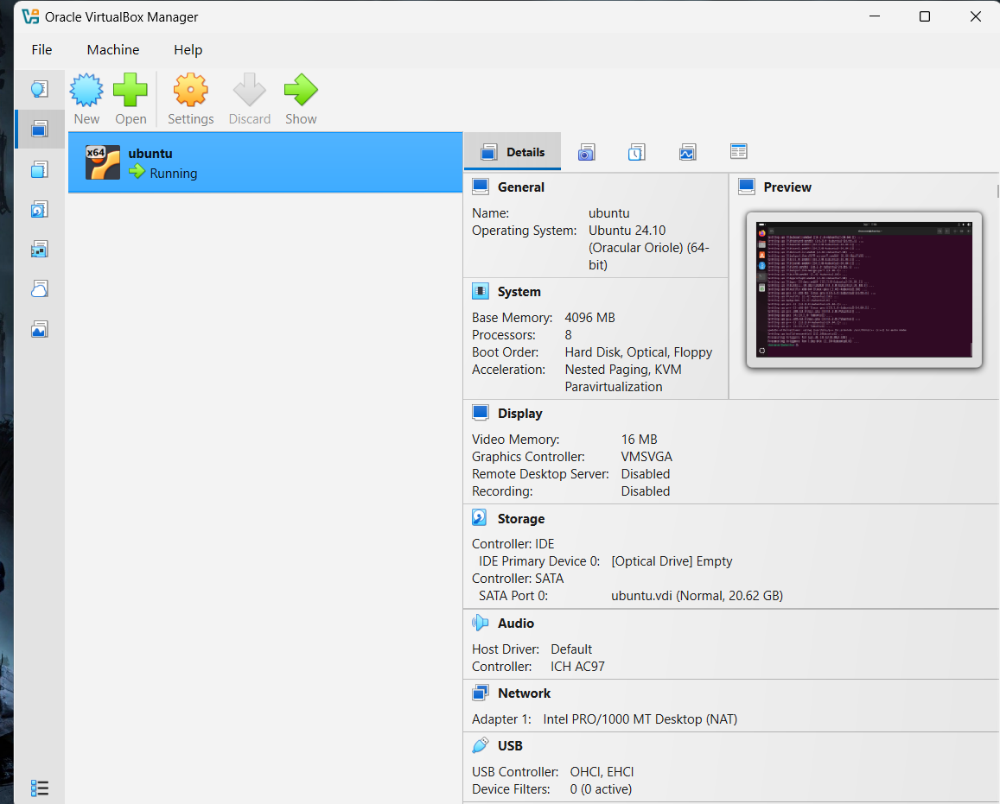 Oracle VirtualBox Manager
File Machine Help
New Open Settings Discard Show
x64
ubuntu
Running
Details
General
Name: ubuntu
Operating System: Ubuntu 24.10
(Oracular Oriole) (64-
bit)
Preview
System
Base Memory: 4096 MB
Processors: 8
Boot Order: Hard Disk, Optical, Floppy
Acceleration: Nested Paging, KVM
Paravirtualization
Display
Video Memory: 16 MB
Graphics Controller: VMSVGA
Remote Desktop Server: Disabled
Recording: Disabled
Storage
Controller: IDE
IDE Primary Device 0: [Optical Drive] Empty
Controller: SATA
SATA Port 0: ubuntu.vdi (Normal, 20.62 GB)
Audio
Host Driver: Default
Controller: ICH AC97
Network
Adapter 1: Intel PRO/1000 MT Desktop (NAT)
USB
USB Controller: OHCI, EHCI
Device Filters: 0 (0 active)